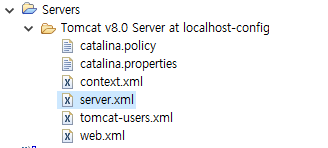 Servers
Tomcat v8.0 Server at localhost-config
catalina.policy
catalina.properties
context.xml
server.xml
tomcat-users.xml
web.xml